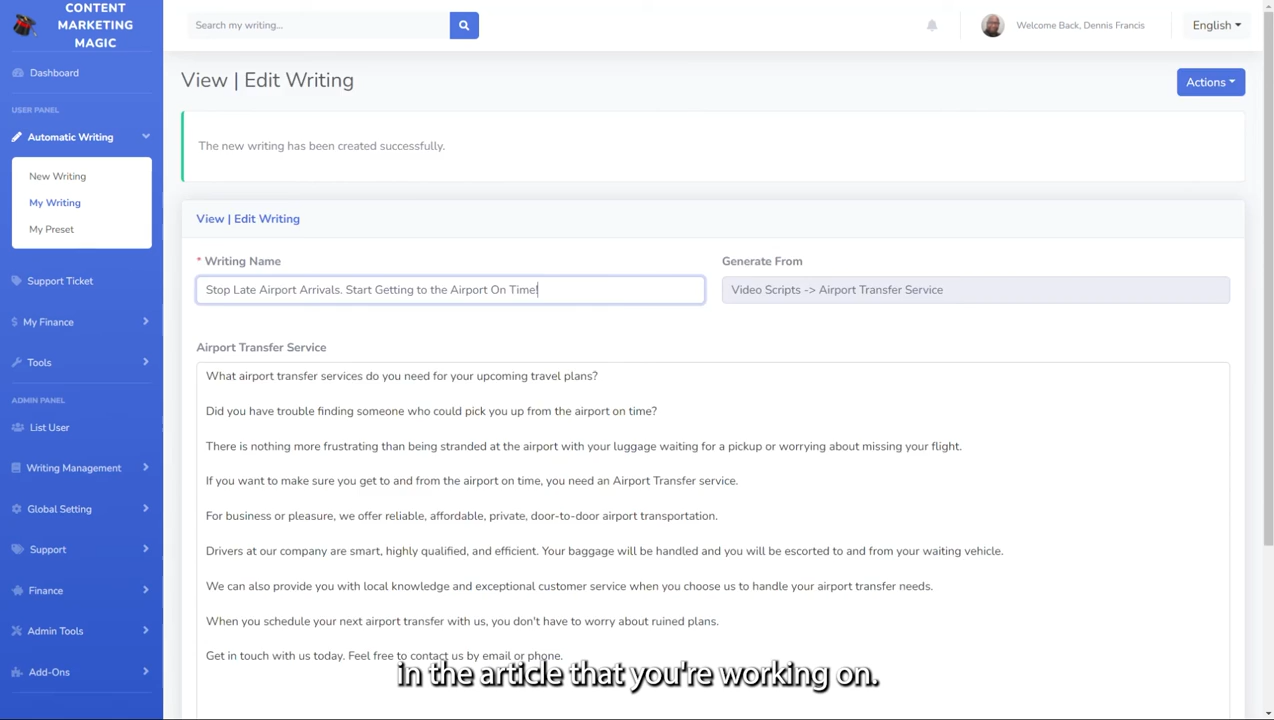 CONTENT
MARKETING
MAGIC
Search my writing...
Welcome Back, Dennis Francis
English
Dashboard
USER PANEL
Automatic Writing
New Writing
My Writing
My Preset
Support Ticket
$ My Finance
Tools
ADMIN PANEL
List User
Writing Management
Global Setting
Support
Finance
Admin Tools
Add-Ons
View | Edit Writing
Actions
The new writing has been created successfully.
View | Edit Writing
* Writing Name
Generate From
Stop Late Airport Arrivals. Start Getting to the Airport On Time!
Video Scripts -> Airport Transfer Service
Airport Transfer Service
What airport transfer services do you need for your upcoming travel plans?
Did you have trouble finding someone who could pick you up from the airport on time?
There is nothing more frustrating than being stranded at the airport with your luggage waiting for a pickup or worrying about missing your flight.
If you want to make sure you get to and from the airport on time, you need an Airport Transfer service.
For business or pleasure, we offer reliable, affordable, private, door-to-door airport transportation.
Drivers at our company are smart, highly qualified, and efficient. Your baggage will be handled and you will be escorted to and from your waiting vehicle.
We can also provide you with local knowledge and exceptional customer service when you choose us to handle your airport transfer needs.
When you schedule your next airport transfer with us, you don't have to worry about ruined plans.
Get in touch with us today. Feel free to contact us by email or phone.
in the article that you're working on.